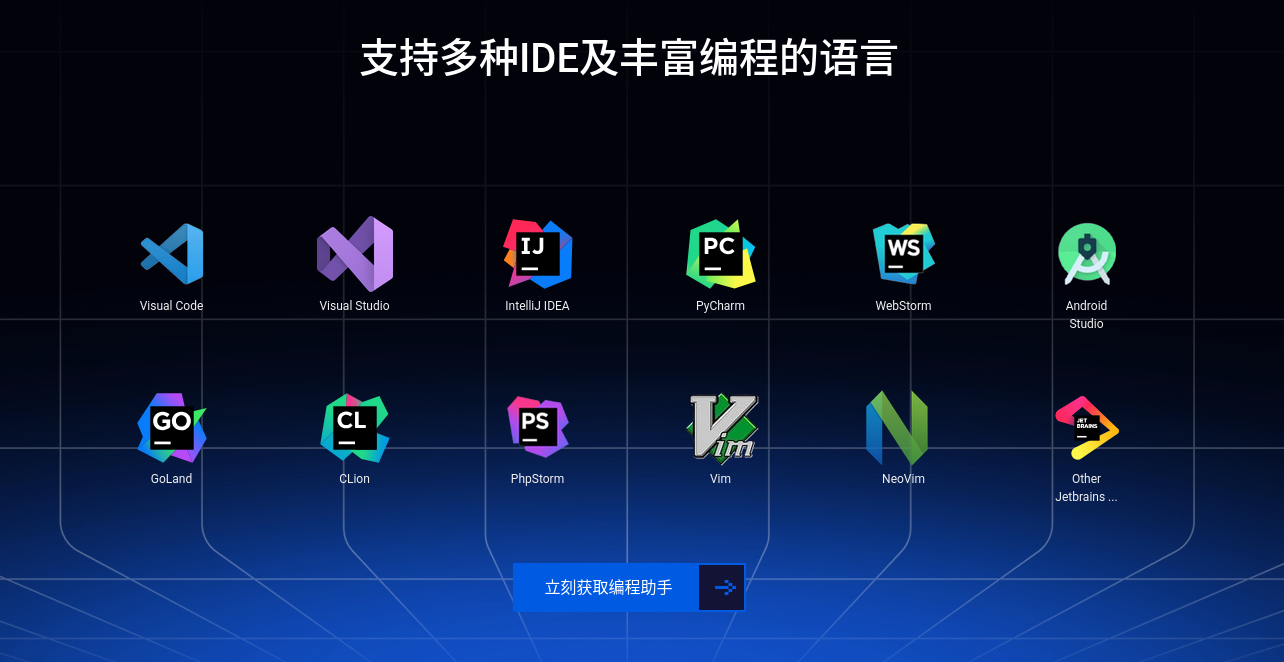 支持多种IDE及丰富编程的语言
IJ
PC
WS
Visual Code
Visual Studio
IntelliJ IDEA
PyCharm
WebStorm
Android
Studio
GO
CL
PS
Vim
JET
BRAINS
GoLand
CLion
PhpStorm
Vim
NeoVim
Other
Jetbrains ...
立刻获取编程助手